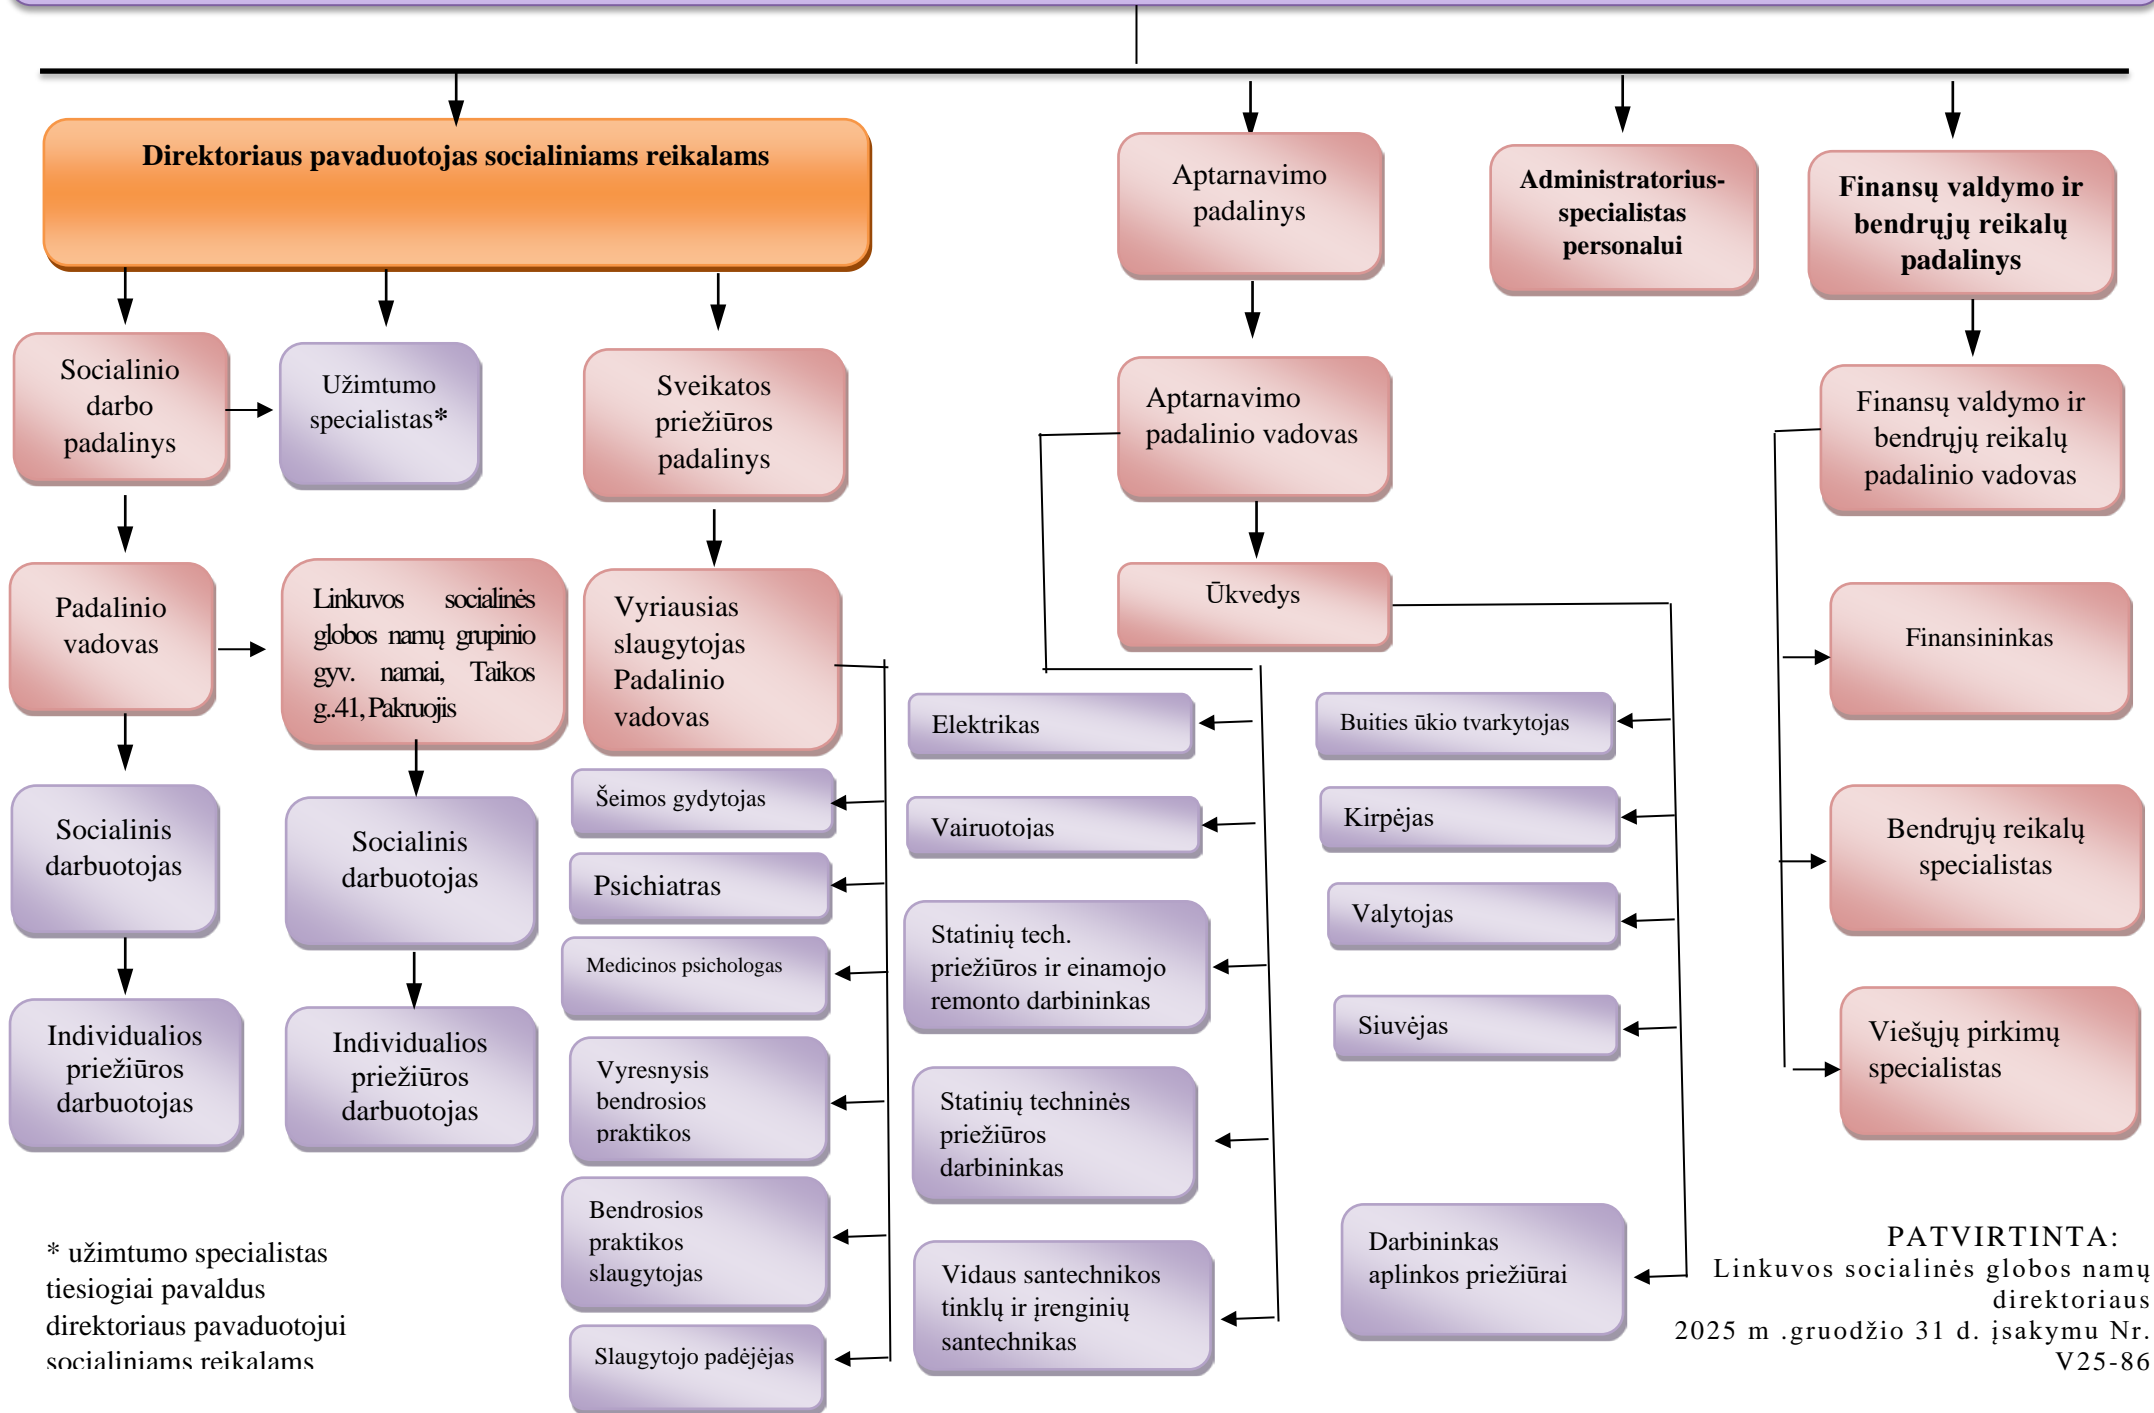 Direktoriaus pavaduotojas socialiniams reikalams
Aptarnavimo
padalinys
Administratorius-
specialistas
personalui
Finansų valdymo ir
bendrųjų reikalų
padalinys
Socialinio
darbo
padalinys
Užimtumo
specialistas*
Sveikatos
priežiūros
padalinys
Aptarnavimo
padalinio vadovas
Finansų valdymo ir
bendrųjų reikalų
padalinio vadovas
Padalinio
vadovas
Linkuvos socialinės
globos namų grupinio
gyv. namai, Taikos
g..41, Pakruojis
Vyriausias
slaugytojas
Padalinio
vadovas
Ūkvedys
Finansininkas
Elektrikas
Buities ūkio tvarkytojas
Šeimos gydytojas
Vairuotojas
Kirpėjas
Socialinis
darbuotojas
Socialinis
darbuotojas
Bendrųjų reikalų
specialistas
Psichiatras
Valytojas
Statinių tech.
priežiūros ir einamojo
remonto darbininkas
Medicinos psichologas
Siuvėjas
Individualios
priežiūros
darbuotojas
Individualios
priežiūros
darbuotojas
Viešųjų pirkimų
specialistas
Vyresnysis
bendrosios
praktikos
Statinių techninės
priežiūros
darbininkas
Bendrosios
praktikos
slaugytojas
Darbininkas
aplinkos priežiūrai
Vidaus santechnikos
tinklų ir įrenginių
santechnikas
Slaugytojo padėjėjas
* užimtumo specialistas
tiesiogiai pavaldus
direktoriaus pavaduotojui
socialiniams reikalams
PATVIRTINTA:
Linkuvos socialinės globos namų
direktoriaus
2025 m .gruodžio 31 d. įsakymu Nr.
V25-86